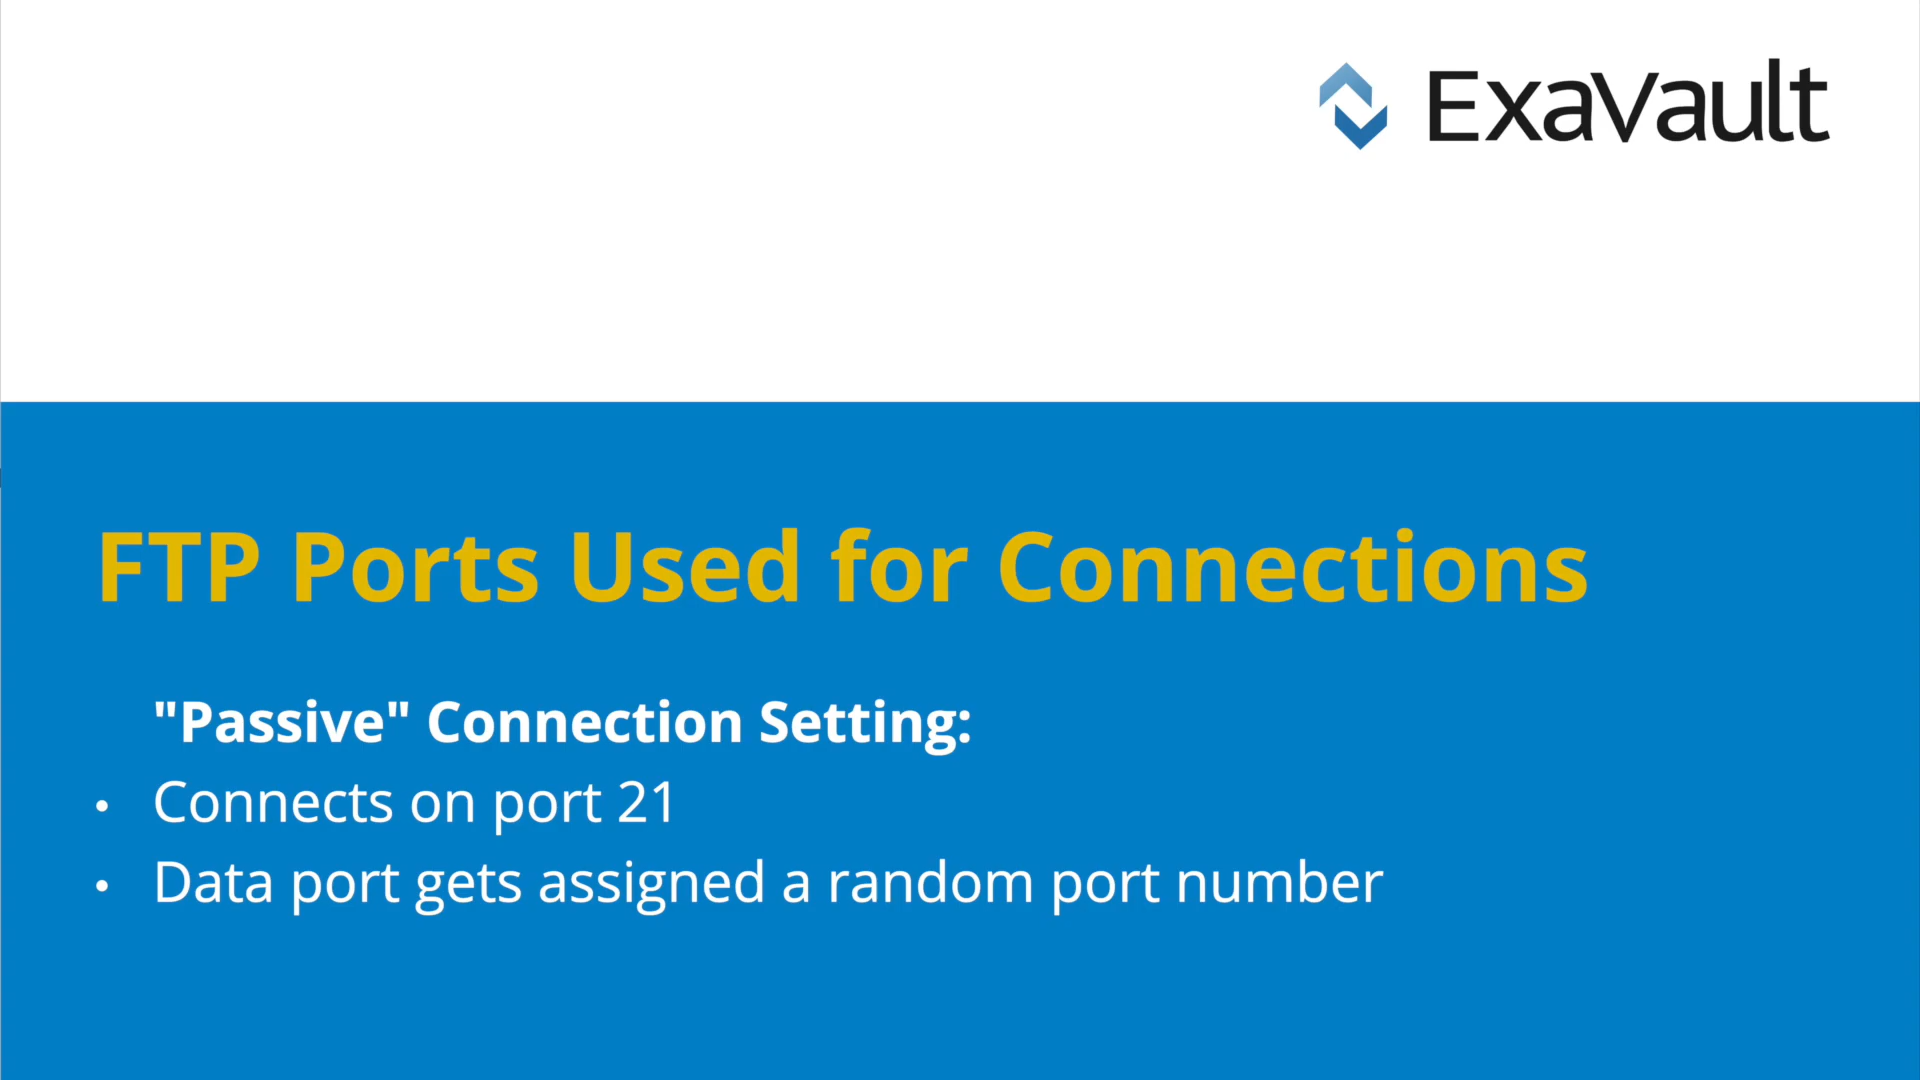 ExaVault
FTP Ports Used for Connections
"Passive" Connection Setting:
• Connects on port 21
• Data port gets assigned a random port number